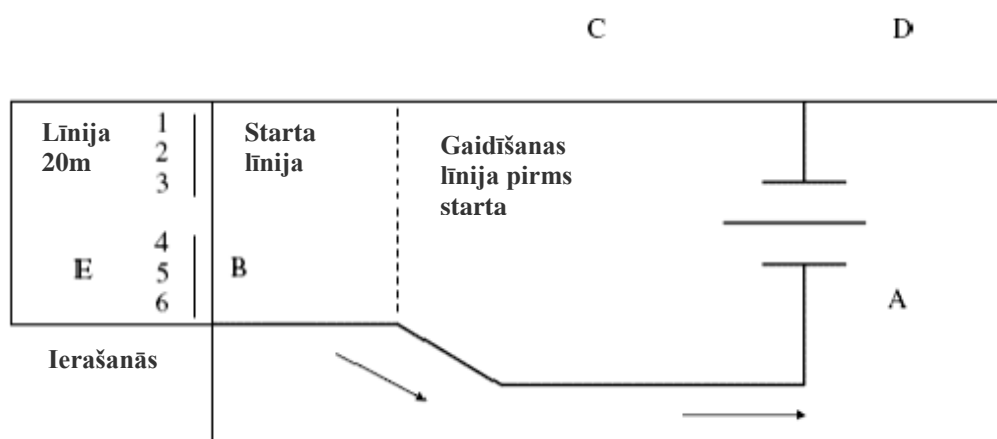 C
D
Līnija
20m
1
2
3
Starta
līnija
Gaidīšanas
līnija pirms
starta
E
4
5
6
B
A
Ierašanās